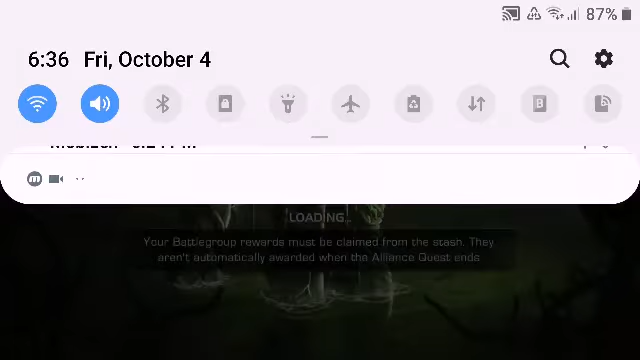 87%
6:36 Fri, October 4
LOADING...
Your Battlegroup rewards must be claimed from the stash. They
aren't automatically awarded when the Alliance Quest ends